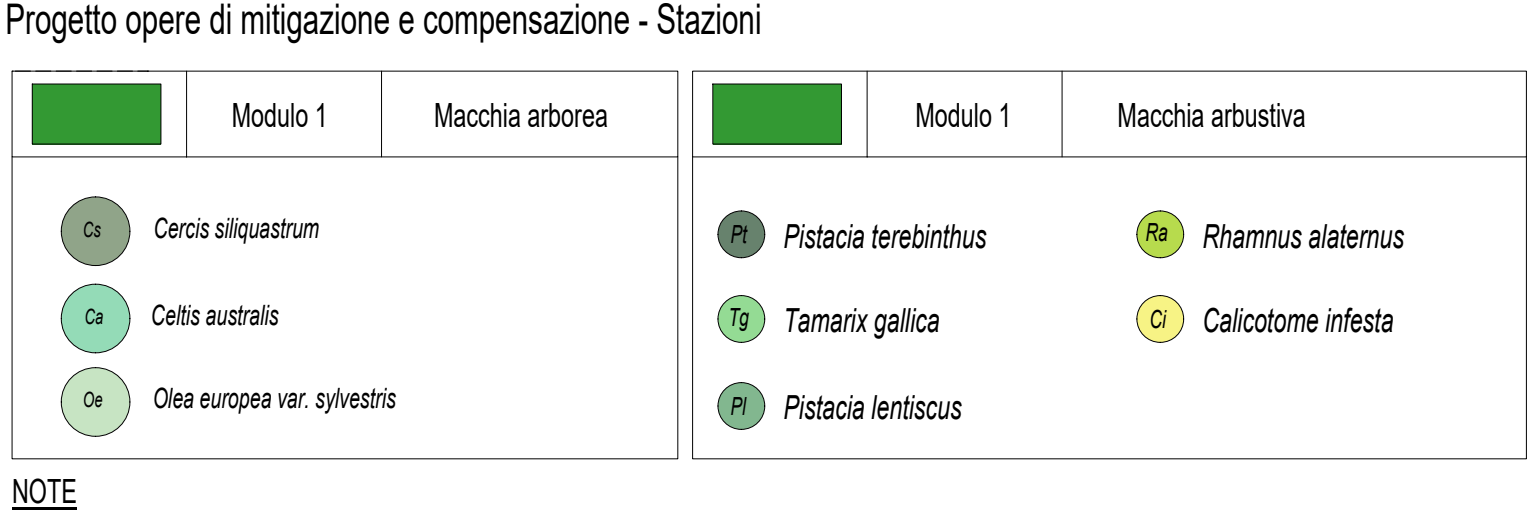 Progetto opere di mitigazione e compensazione - Stazioni
Modulo 1 Macchia arborea
Cs Cercis siliquastrum
Ca Celtis australis
Oe Olea europea var. sylvestris
Modulo 1 Macchia arbustiva
Pt Pistacia terebinthus
Tg Tamarix gallica
Pl Pistacia lentiscus
Ra Rhamnus alaternus
Ci Calicotome infesta
NOTE